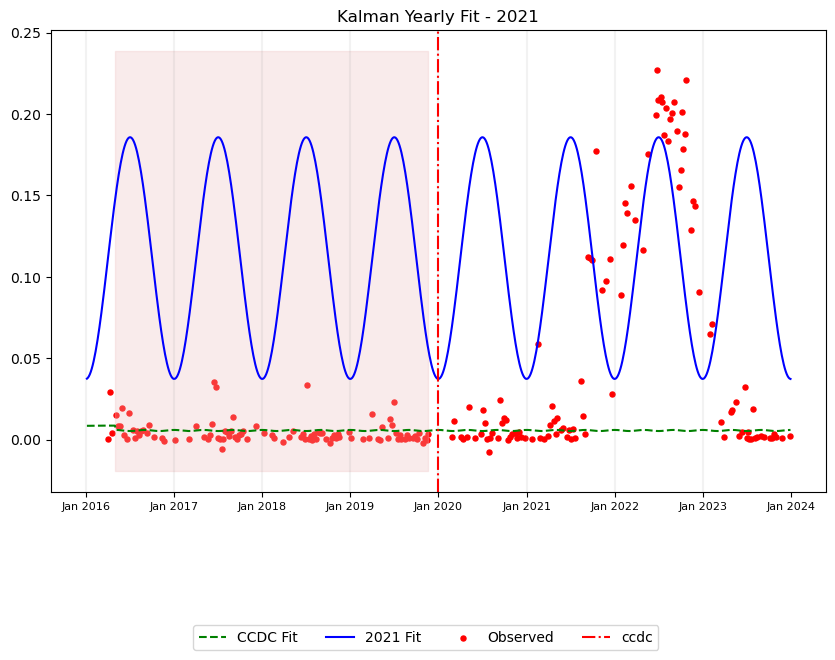 Kalman Yearly Fit - 2021
0.25
0.20
0.15
0.10
0.05
0.00
Jan 2016 Jan 2017 Jan 2018 Jan 2019 Jan 2020 Jan 2021 Jan 2022 Jan 2023 Jan 2024
CCDC Fit 2021 Fit Observed ccdc